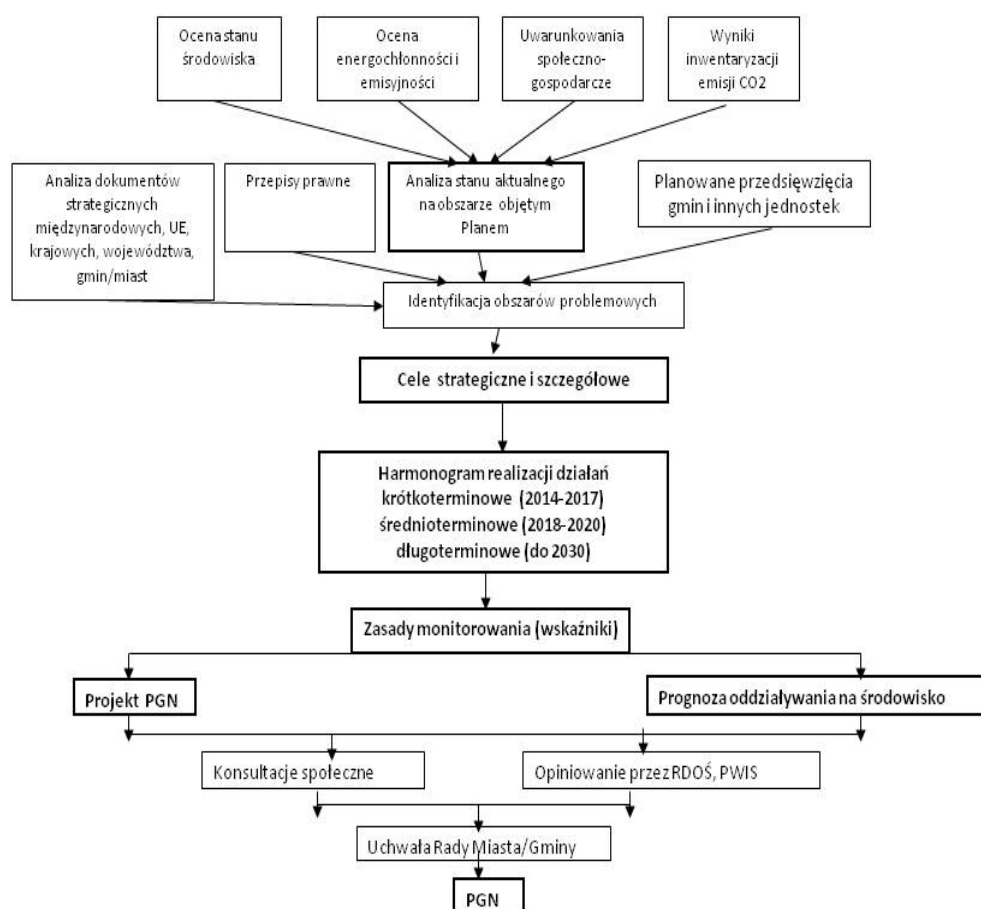 Ocena stanu
środowiska
Ocena
energochłonności i
emisyjności
Uwarunkowania
społeczno-
gospodarcze
Wyniki
inwentaryzacji
emisji CO2
Analiza dokumentów
strategicznych
międzynarodowych, UE,
krajowych, województwa,
gmin/miast
Przepisy prawne
Analiza stanu aktualnego
na obszarze objętym
Planem
Planowane przedsięwzięcia
gmin i innych jednostek
Identyfikacja obszarów problemowych
Cele strategiczne i szczegółowe
Harmonogram realizacji działań
krótkoterminowe (2014-2017)
średnioterminowe (2018-2020)
długoterminowe (do 2030)
Zasady monitorowania (wskaźniki)
Projekt PGN
Prognoza oddziaływania na środowisko
Konsultacje społeczne
Opiniowanie przez RDOŚ, PWIS
Uchwała Rady Miasta/Gminy
PGN